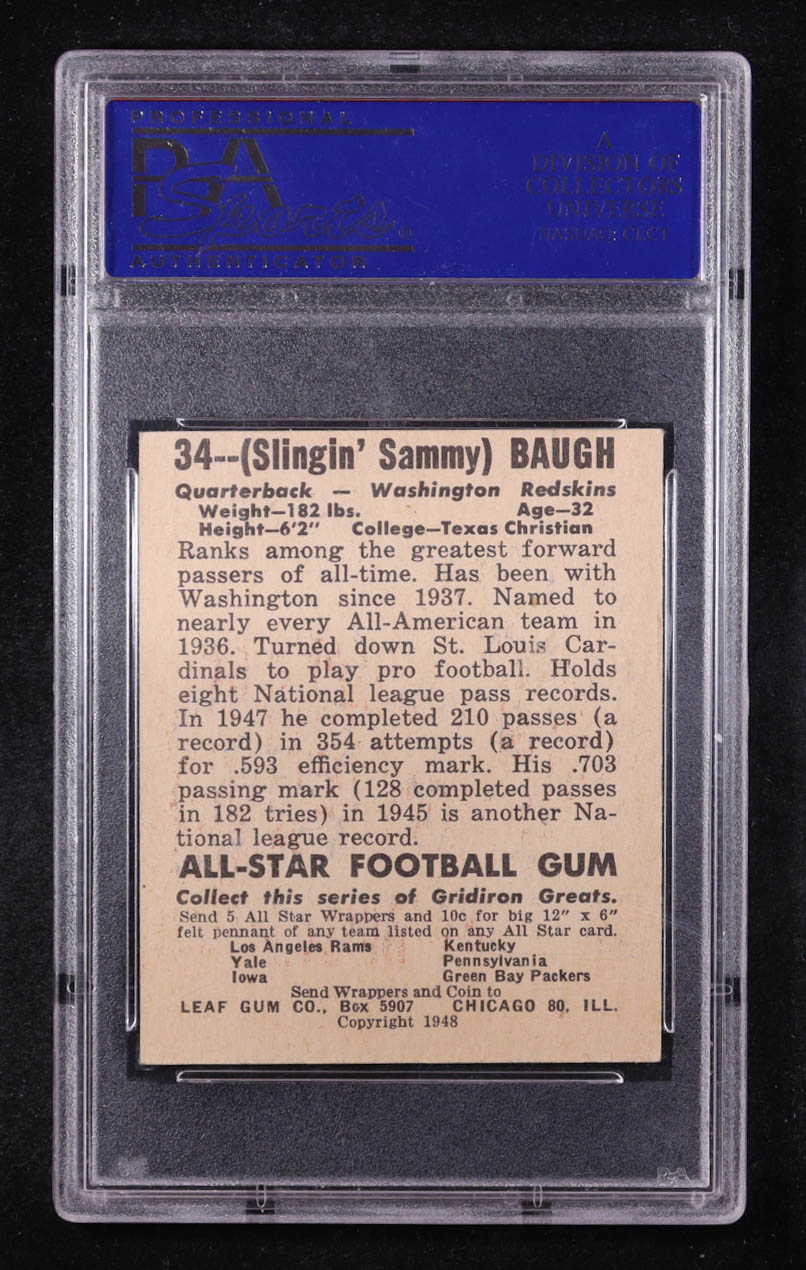 PROFESSIONAL
PSA
Sports
AUTHENTICATOR
A
DIVISION OF
COLLECTORS
UNIVERSE
NASDAQ: CLCT
34--(Slingin' Sammy) BAUGH
Quarterback — Washington Redskins
Weight—182 lbs. Age—32
Height—6'2" College—Texas Christian
Ranks among the greatest forward
passers of all-time. Has been with
Washington since 1937. Named to
nearly every All-American team in
1936. Turned down St. Louis Car-
dinals to play pro football. Holds
eight National league pass records.
In 1947 he completed 210 passes (a
record) in 354 attempts (a record)
for .593 efficiency mark. His .703
passing mark (128 completed passes
in 182 tries) in 1945 is another Na-
tional league record.
ALL-STAR FOOTBALL GUM
Collect this series of Gridiron Greats.
Send 5 All Star Wrappers and 10c for big 12" x 6"
felt pennant of any team listed on any All Star card.
Los Angeles Rams Kentucky
Yale Pennsylvania
Iowa Green Bay Packers
Send Wrappers and Coin to
LEAF GUM CO., Box 5907 CHICAGO 80, ILL.
Copyright 1948
PSA